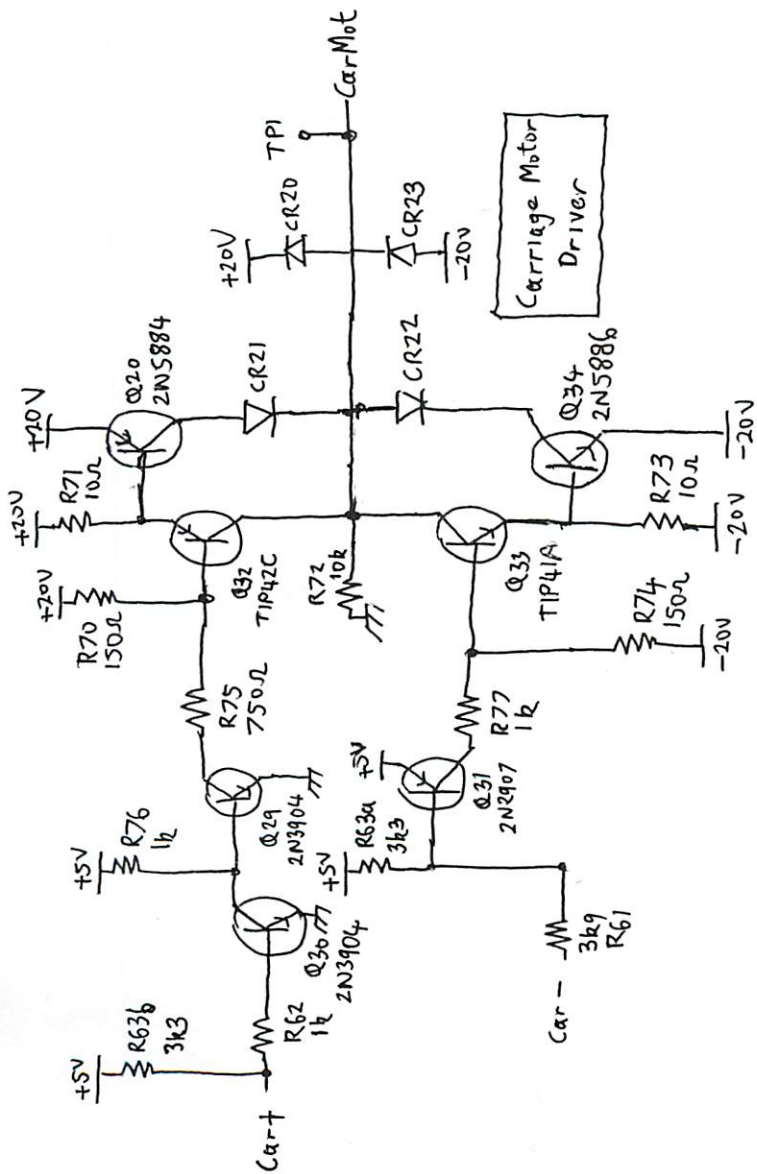 +5V
R63b
3k3
Car+
R62
1k
Q30
2N3904
+5V
R76
1k
Q29
2N3904
R75
750Ω
+20V
R70
150Ω
+20V
R71
10Ω
Q32
TIP42C
+20V
Q20
2N5884
CR21
R72
10k
+20V
CR20
TP1
CarMot
CR22
CR23
-20V
Car-
3k9
R61
+5V
R63a
3k3
+5V
Q31
2N2907
R77
1k
Q33
TIP41A
R74
150Ω
-20V
R73
10Ω
-20V
Q34
2N5886
-20V
Carriage Motor
Driver